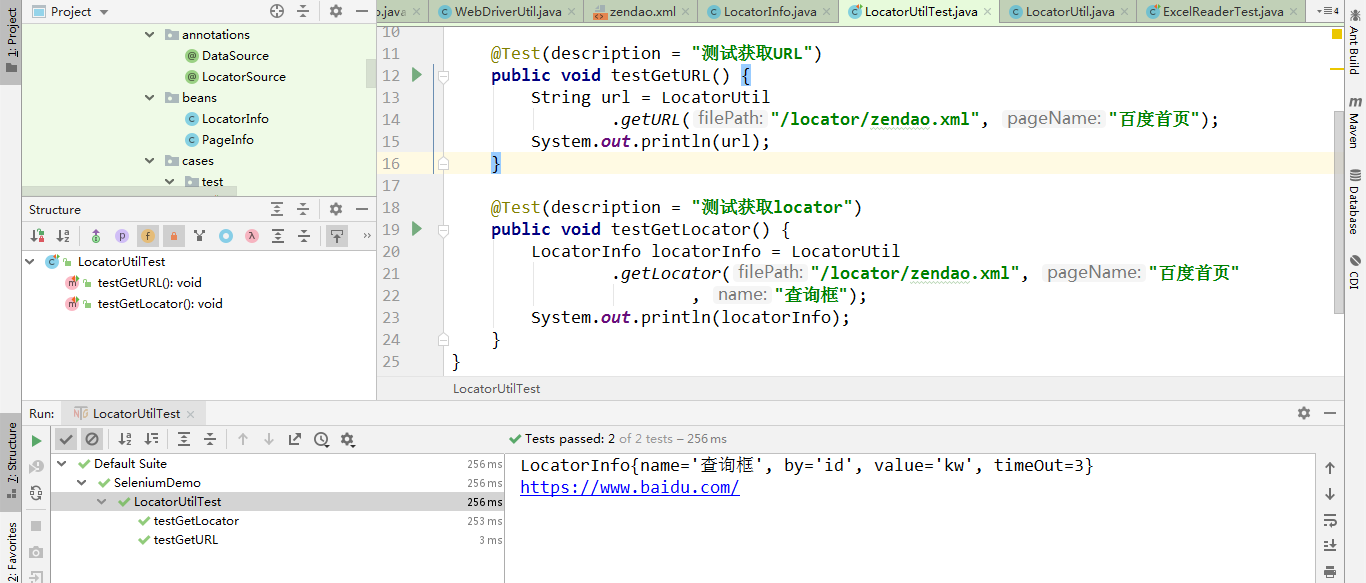 1: Project
Project
o.java
WebDriverUtil.java
zendao.xml
LocatorInfo.java
LocatorUtilTest.java
LocatorUtil.java
ExcelReaderTest.java
4
annotations
DataSource
LocatorSource
beans
LocatorInfo
PageInfo
cases
test
Structure
LocatorUtilTest
testGetURL(): void
testGetLocator(): void
10
11 @Test(description = "测试获取URL")
12 public void testGetURL() {
13 String url = LocatorUtil
14 .getURL( filePath: "/locator/zendao.xml", pageName: "百度首页");
15 System.out.println(url);
16 }
17
18 @Test(description = "测试获取locator")
19 public void testGetLocator() {
20 LocatorInfo locatorInfo = LocatorUtil
21 .getLocator( filePath: "/locator/zendao.xml", pageName: "百度首页"
22 , name: "查询框");
23 System.out.println(locatorInfo);
24 }
25 }
LocatorUtilTest
Ant Build
Maven
Database
CDI
7: Structure
2: Favorites
Run: LocatorUtilTest
Tests passed: 2 of 2 tests – 256 ms
Default Suite 256 ms
SeleniumDemo 256 ms
LocatorUtilTest 256 ms
testGetLocator 253 ms
testGetURL 3 ms
LocatorInfo{name='查询框', by='id', value='kw', timeOut=3}
https://www.baidu.com/